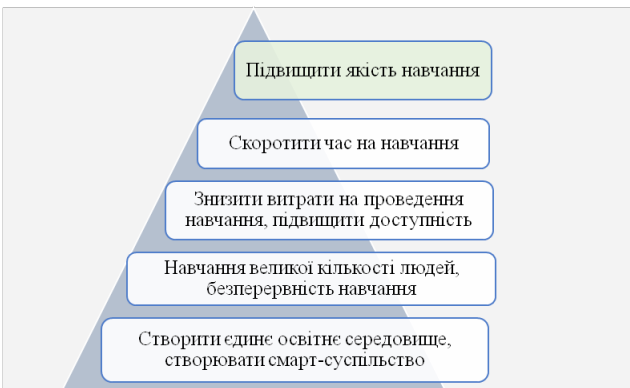 Підвищити якість навчання
Скоротити час на навчання
Знизити витрати на проведення
навчання, підвищити доступність
Навчання великої кількості людей,
безперервність навчання
Створити єдинє освітнє середовище,
створювати смарт-суспільство